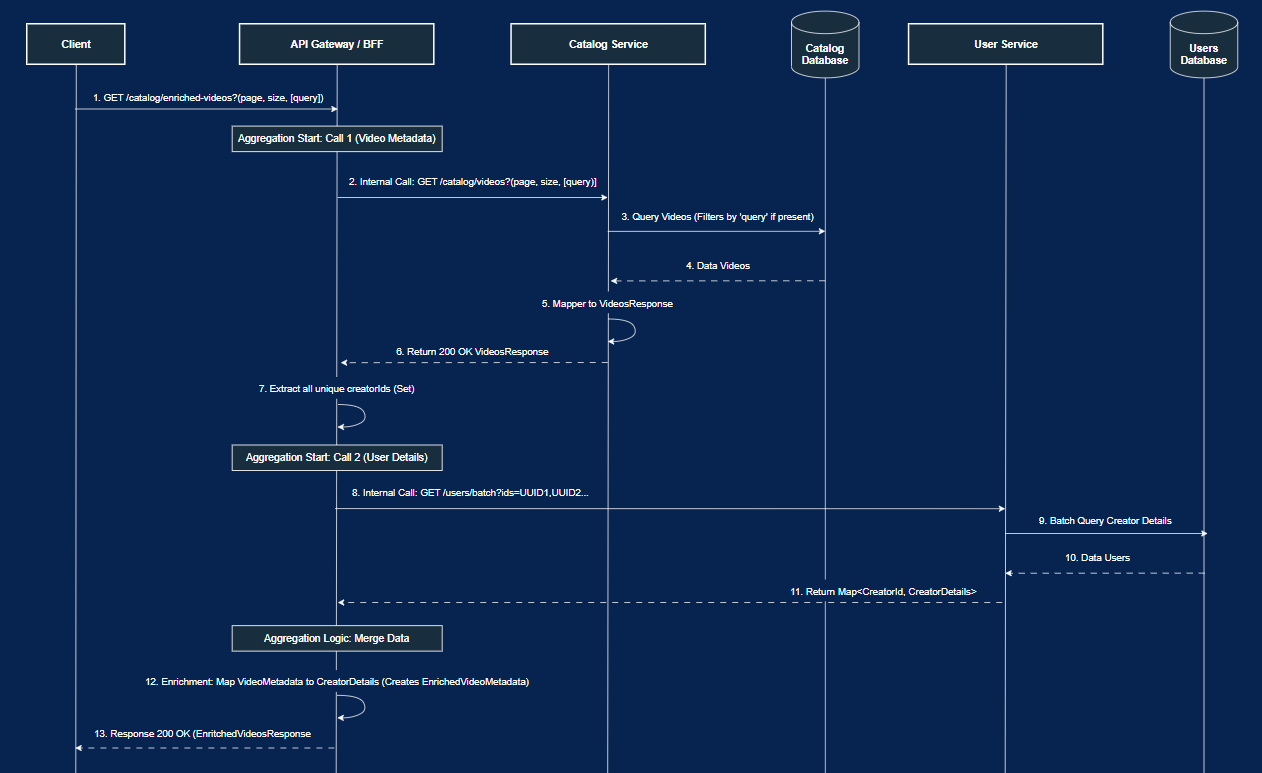 Client
API Gateway / BFF
Catalog Service
Catalog
Database
User Service
Users
Database
1. GET /catalog/enriched-videos?(page, size, [query])
Aggregation Start: Call 1 (Video Metadata)
2. Internal Call: GET /catalog/videos?(page, size, [query)]
3. Query Videos (Filters by 'query' if present)
4. Data Videos
5. Mapper to VideosResponse
6. Return 200 OK VideosResponse
7. Extract all unique creatorIds (Set)
Aggregation Start: Call 2 (User Details)
8. Internal Call: GET /users/batch?ids=UUID1,UUID2...
9. Batch Query Creator Details
10. Data Users
11. Return Map<CreatorId, CreatorDetails>
Aggregation Logic: Merge Data
12. Enrichment: Map VideoMetadata to CreatorDetails (Creates EnrichedVideoMetadata)
13. Response 200 OK (EnritchedVideosResponse